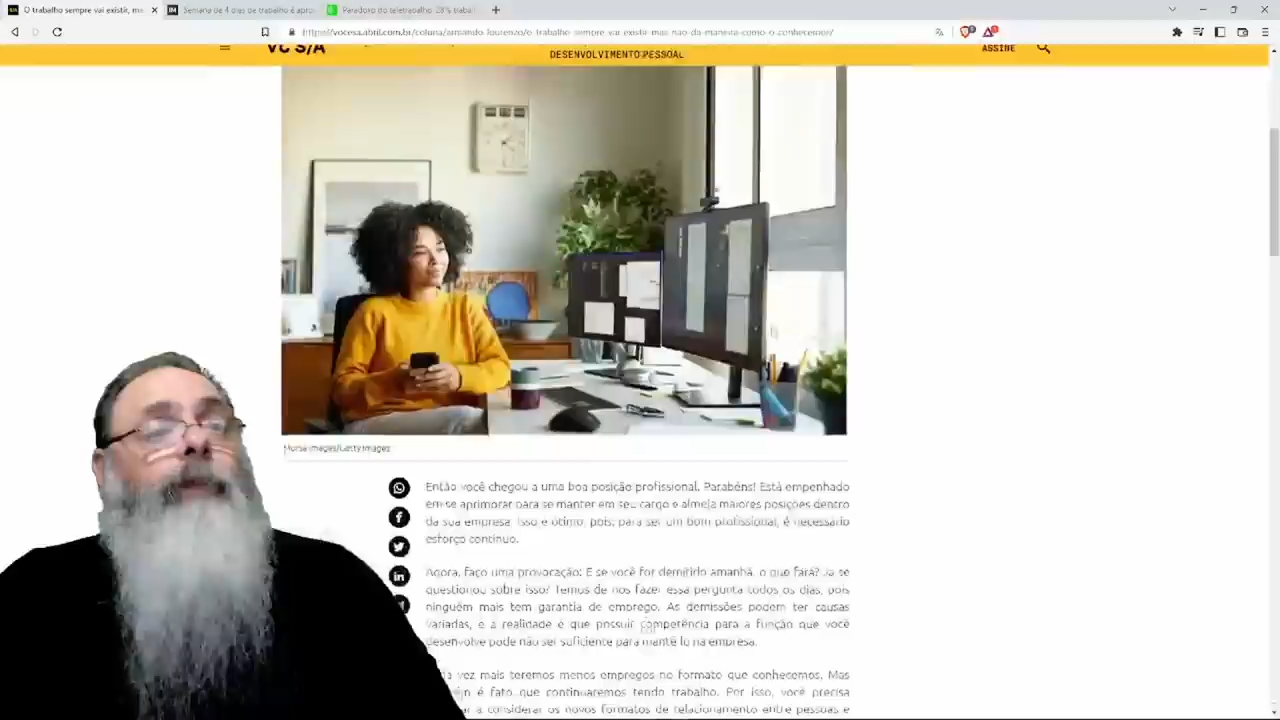 O trabalho sempre vai existir, m
Semana de 4 dias de trabalho é apro
Paradoxo do teletrabalho: 28% traba
https://vocesa.abril.com.br/coluna/armando-lourenzo/o-trabalho-sempre-vai-existir-mas-nao-da-maneira-como-o-conhecemos/
VC S/A
DESENVOLVIMENTO PESSOAL
ASSINE
Morsa Images/Getty Images
Então você chegou a uma boa posição profissional. Parabéns! Está empenhado
em se aprimorar para se manter em seu cargo e almeja maiores posições dentro
da sua empresa. Isso é ótimo, pois, para ser um bom profissional, é necessário
esforço contínuo.
Agora, faço uma provocação: E se você for demitido amanhã, o que fará? Já se
questionou sobre isso? Temos de nos fazer essa pergunta todos os dias, pois
ninguém mais tem garantia de emprego. As demissões podem ter causas
variadas, e a realidade é que possuir competência para a função que você
desenvolve pode não ser suficiente para mantê-lo na empresa.
vez mais teremos menos empregos no formato que conhecemos. Mas
é fato que continuaremos tendo trabalho. Por isso, você precisa
a considerar os novos formatos de relacionamento entre pessoas e